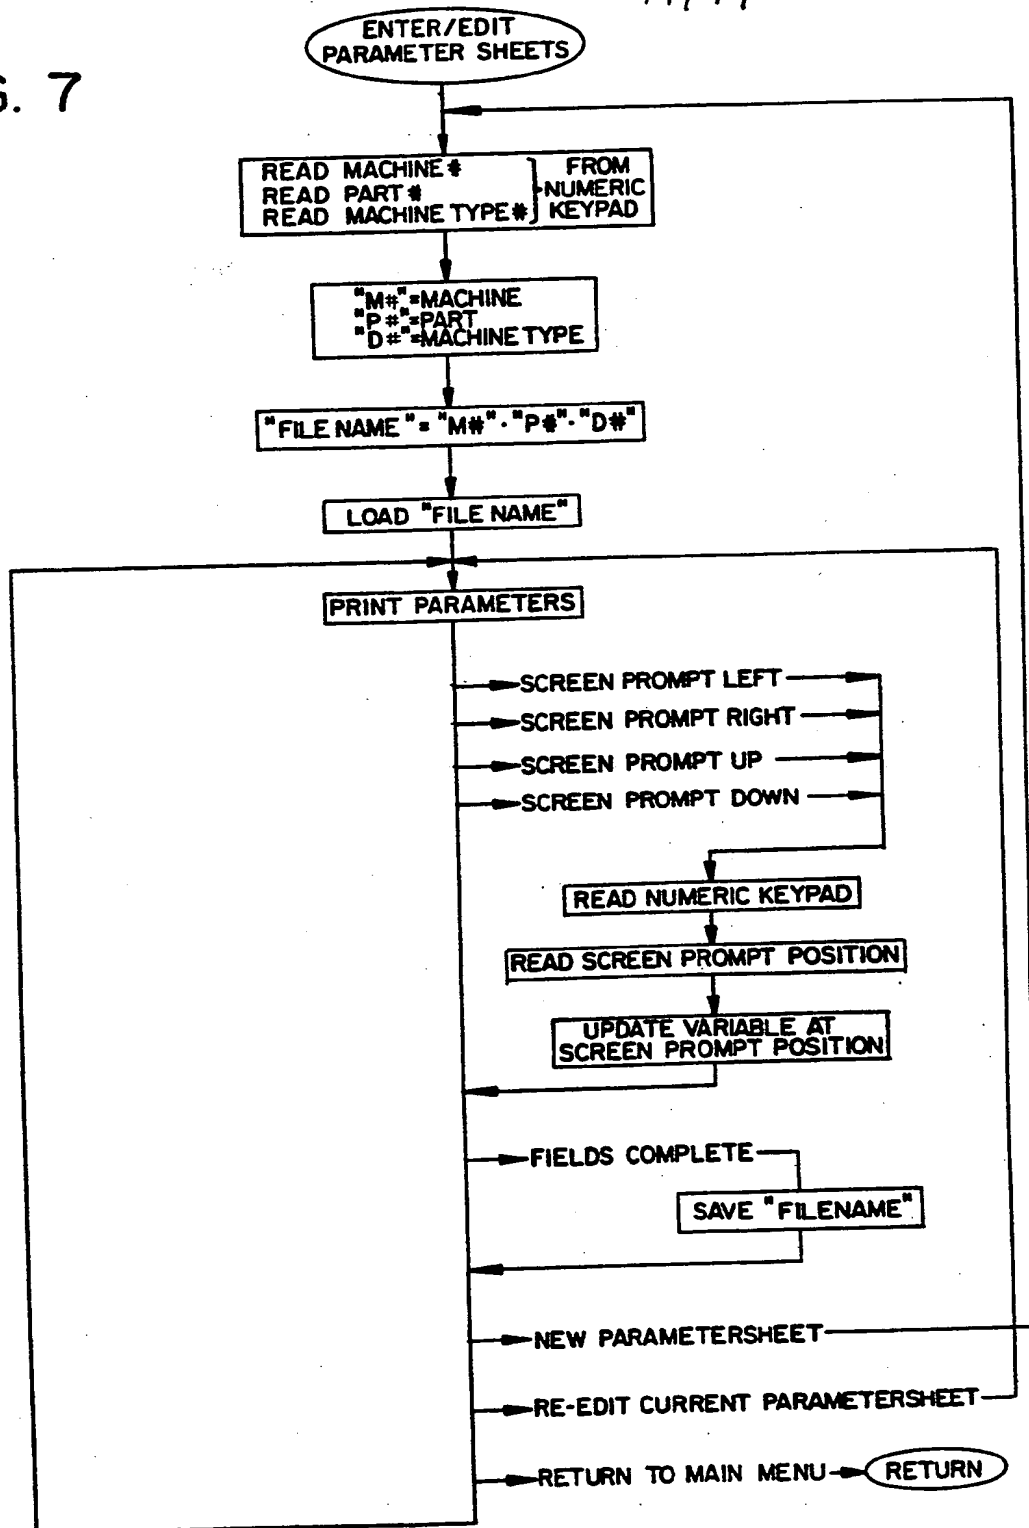 ENTER/EDIT
PARAMETER SHEETS
G. 7
READ MACHINE # FROM
READ PART # NUMERIC
READ MACHINE TYPE # KEYPAD
"M#"=MACHINE
"P#"=PART
"D#"=MACHINE TYPE
"FILE NAME" = "M#" · "P#" · "D#"
LOAD "FILE NAME"
PRINT PARAMETERS
SCREEN PROMPT LEFT
SCREEN PROMPT RIGHT
SCREEN PROMPT UP
SCREEN PROMPT DOWN
READ NUMERIC KEYPAD
READ SCREEN PROMPT POSITION
UPDATE VARIABLE AT
SCREEN PROMPT POSITION
FIELDS COMPLETE
SAVE "FILENAME"
NEW PARAMETERSHEET
RE-EDIT CURRENT PARAMETERSHEET
RETURN TO MAIN MENU RETURN